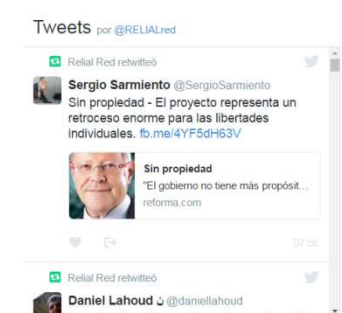 Tweets por @RELIALred
Relial Red retwitteó
Sergio Sarmiento @SergioSarmiento
Sin propiedad - El proyecto representa un
retroceso enorme para las libertades
individuales. fb.me/4YF5dH63V
Sin propiedad
"El gobierno no tiene más propósit...
reforma.com
07 dic
Relial Red retwitteó
Daniel Lahoud ن @daniellahoud